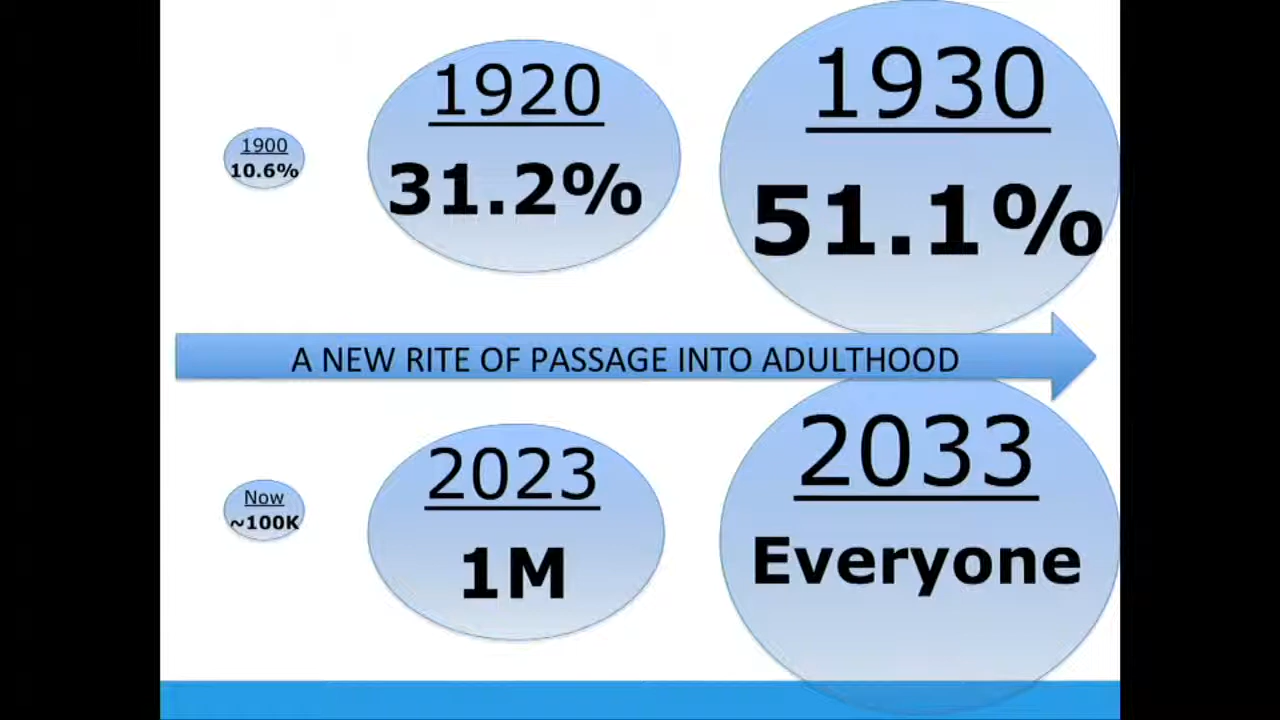 1900
10.6%
1920
31.2%
1930
51.1%
A NEW RITE OF PASSAGE INTO ADULTHOOD
Now
~100K
2023
1M
2033
Everyone